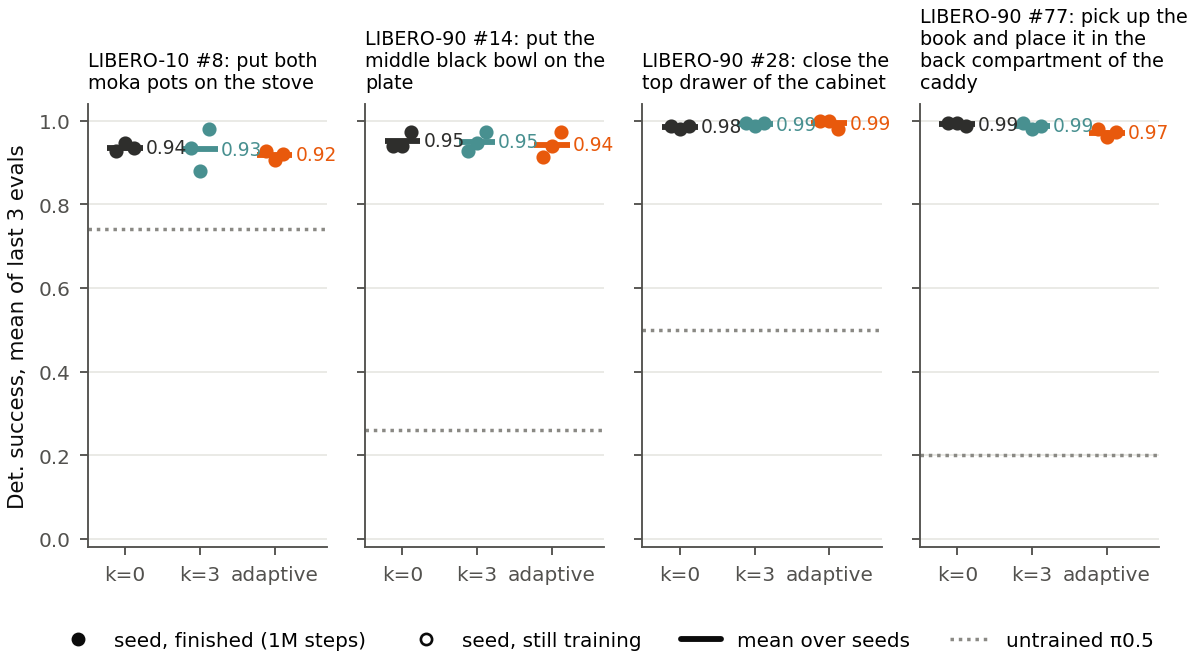 LIBERO-10 #8: put both
moka pots on the stove
LIBERO-90 #14: put the
middle black bowl on the
plate
LIBERO-90 #28: close the
top drawer of the cabinet
LIBERO-90 #77: pick up the
book and place it in the
back compartment of the
caddy
Det. success, mean of last 3 evals
1.0
0.8
0.6
0.4
0.2
0.0
0.94 0.93 0.92
0.95 0.95 0.94
0.98 0.99 0.99
0.99 0.99 0.97
k=0 k=3 adaptive
k=0 k=3 adaptive
k=0 k=3 adaptive
k=0 k=3 adaptive
seed, finished (1M steps) seed, still training mean over seeds untrained π0.5